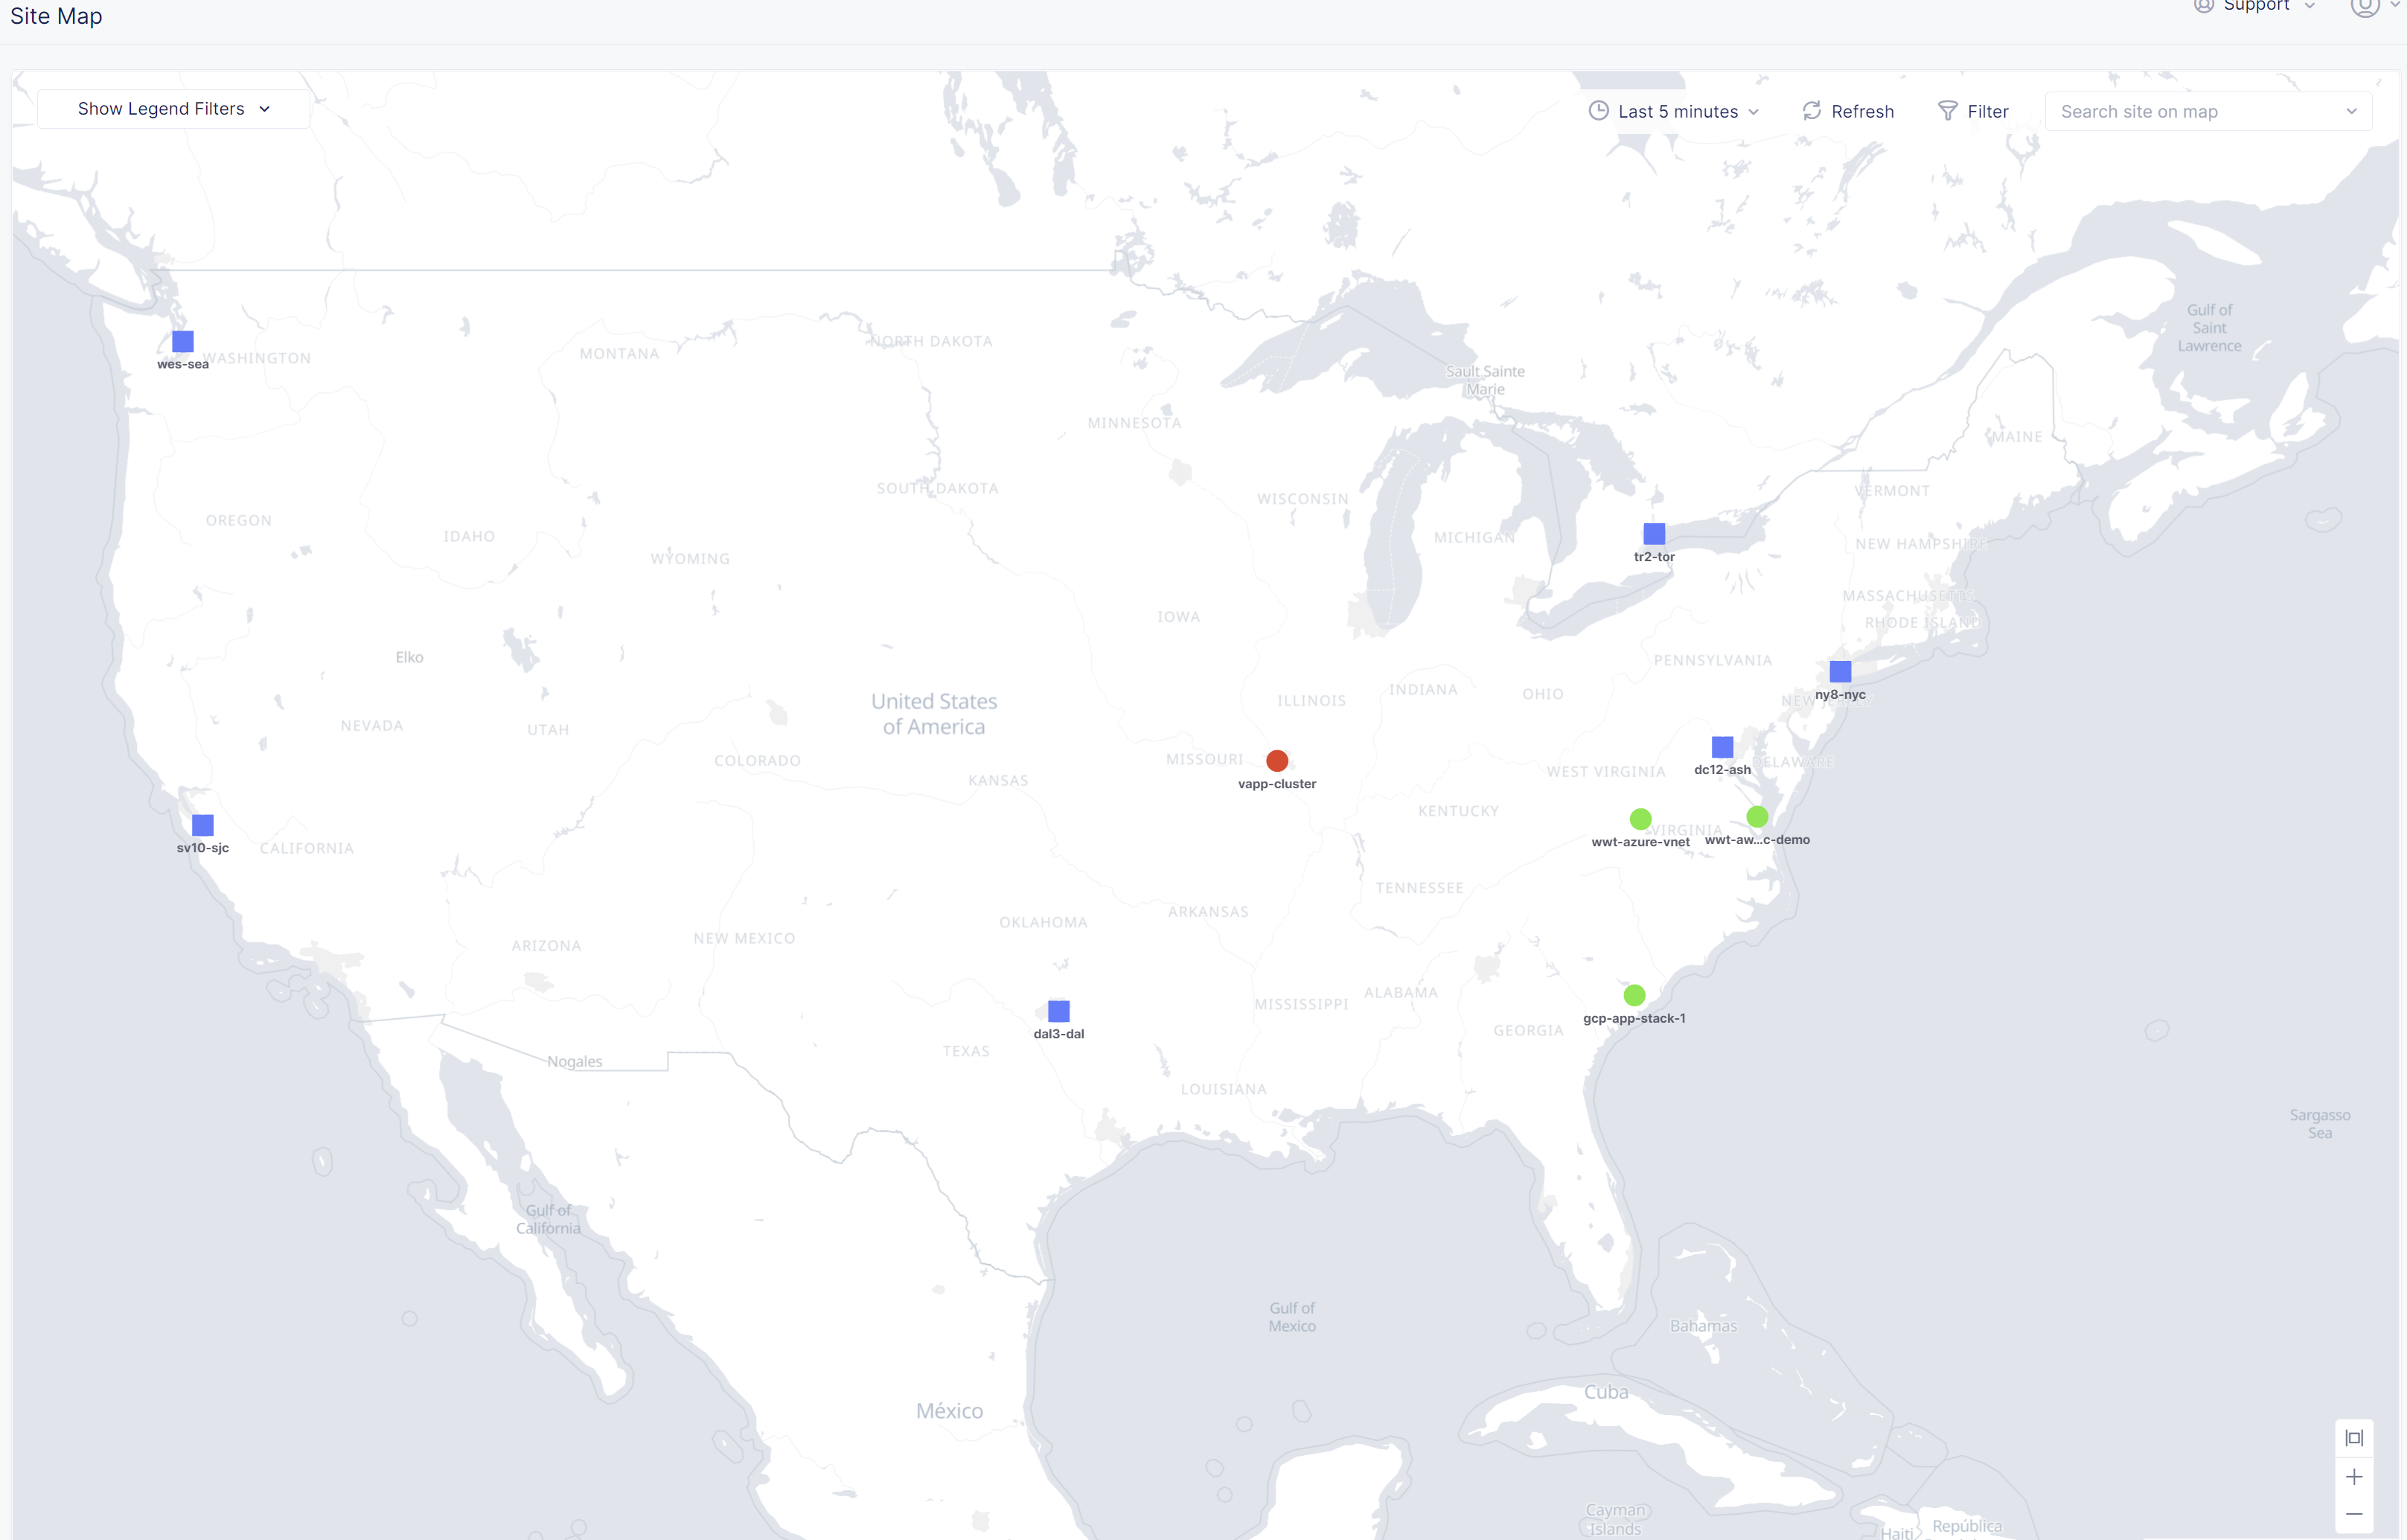 Site Map
Support
Show Legend Filters
Last 5 minutes
Refresh
Filter
Search site on map
Gulf of
Saint
Lawrence
wes-sea
WASHINGTON
MONTANA
NORTH DAKOTA
Sault Sainte
Marie
MINNESOTA
MAINE
SOUTH DAKOTA
WISCONSIN
VERMONT
OREGON
IDAHO
MICHIGAN
NEW HAMPSHIRE
WYOMING
tr2-tor
MASSACHUSETTS
IOWA
RHODE ISLAND
Elko
PENNSYLVANIA
United States
of America
ILLINOIS
INDIANA
OHIO
ny8-nyc
NEW JERSEY
NEVADA
UTAH
COLORADO
MISSOURI
KANSAS
vapp-cluster
WEST VIRGINIA
dc12-ash
DELAWARE
KENTUCKY
VIRGINIA
wwt-azure-vnet
wwt-aw...c-demo
sv10-sjc
CALIFORNIA
TENNESSEE
OKLAHOMA
ARKANSAS
ARIZONA
NEW MEXICO
MISSISSIPPI
ALABAMA
gcp-app-stack-1
dal3-dal
GEORGIA
TEXAS
Nogales
LOUISIANA
Sargasso
Sea
Gulf of
California
Gulf of
Mexico
Bahamas
México
Cuba
Cayman
Islands
Haiti
República